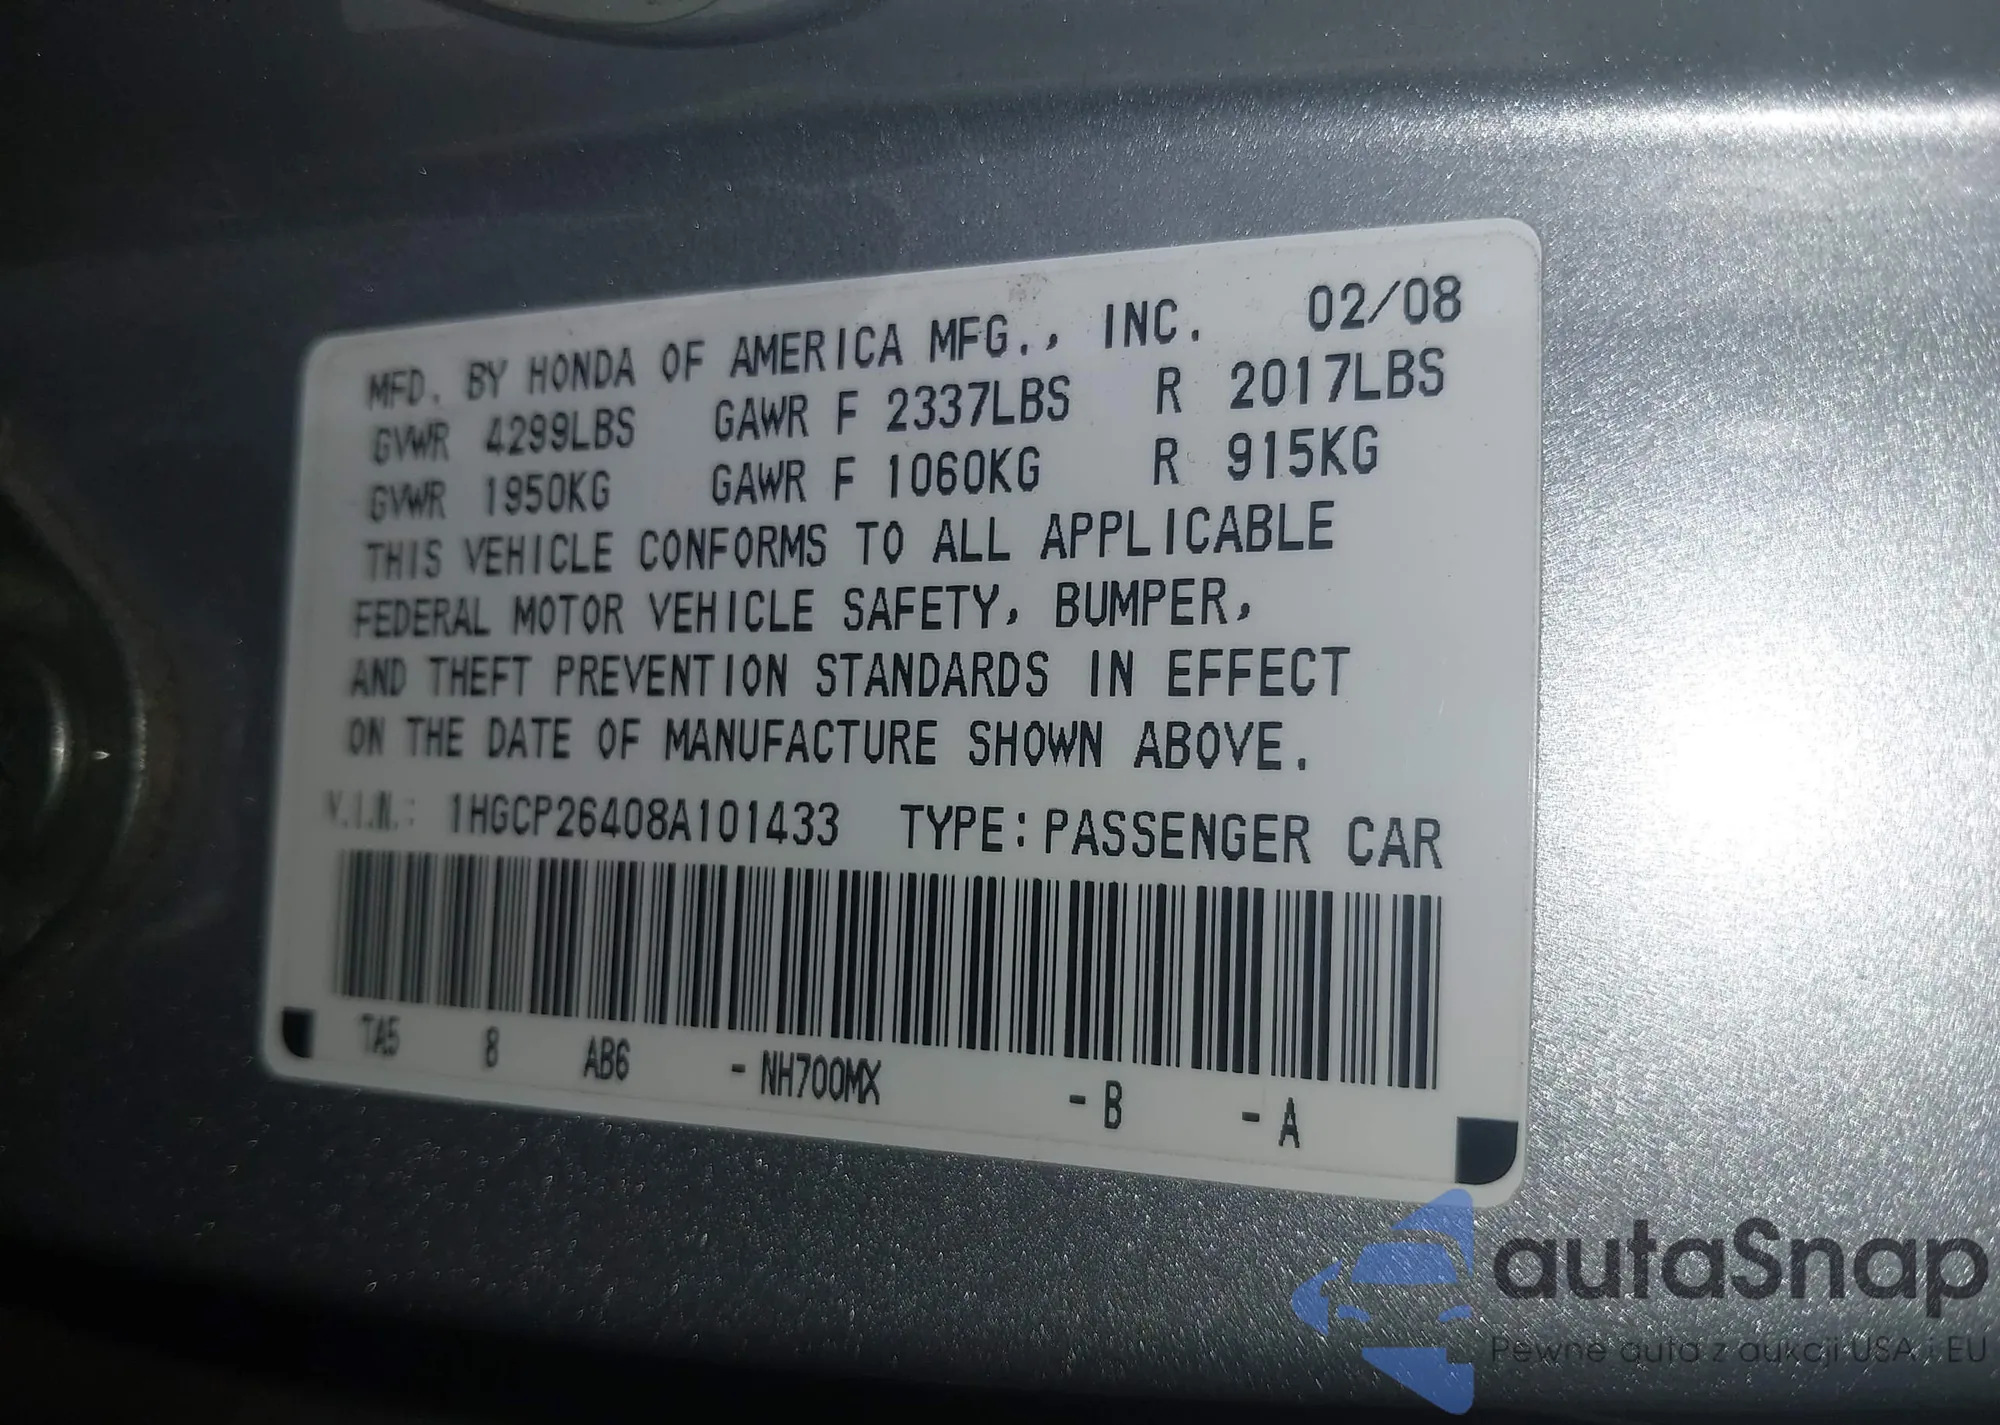 MFD. BY HONDA OF AMERICA MFG., INC. 02/08
GVWR 4299LBS GAWR F 2337LBS R 2017LBS
GVWR 1950KG GAWR F 1060KG R 915KG
THIS VEHICLE CONFORMS TO ALL APPLICABLE
FEDERAL MOTOR VEHICLE SAFETY, BUMPER,
AND THEFT PREVENTION STANDARDS IN EFFECT
ON THE DATE OF MANUFACTURE SHOWN ABOVE.
V.I.N.: 1HGCP26408A101433 TYPE:PASSENGER CAR
TA5 8 AB6 -NH700MX -B -A
autaSnap
Pewne auta z aukcji USA i EU